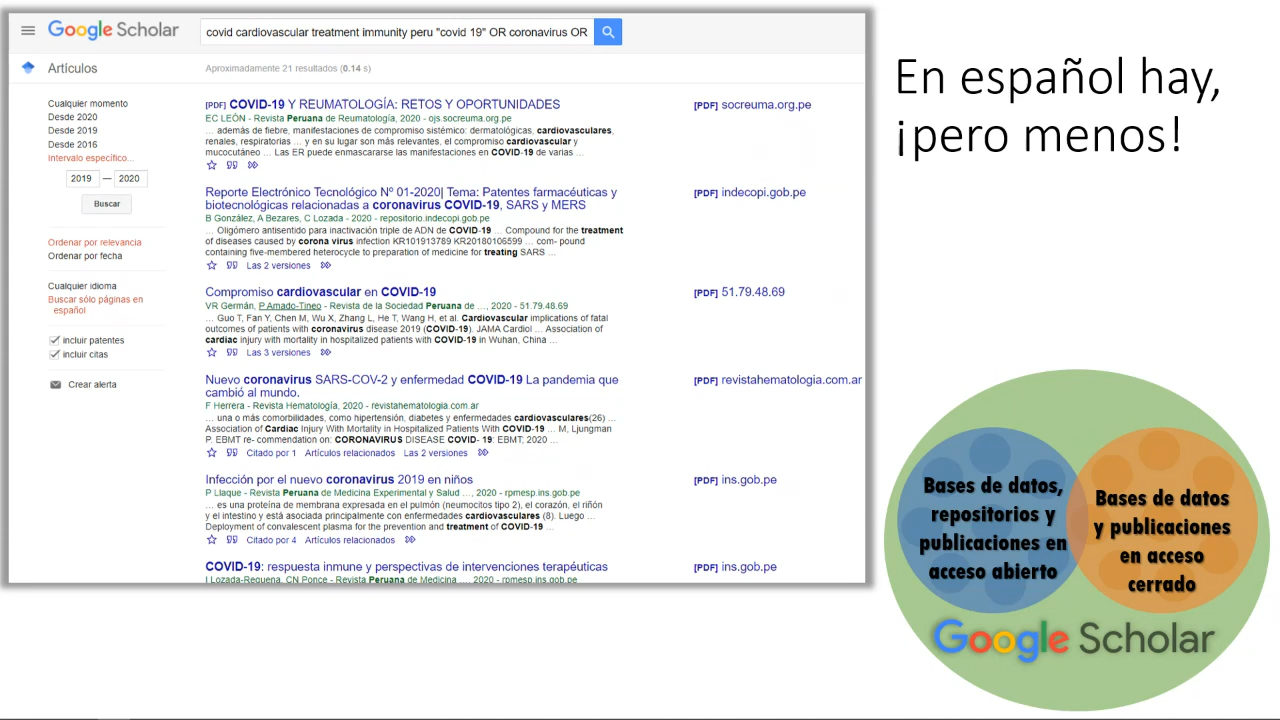 Google Scholar
covid cardiovascular treatment immunity peru "covid 19" OR coronavirus OR
Artículos
Aproximadamente 21 resultados (0.14 s)
Cualquier momento
Desde 2020
Desde 2019
Desde 2016
Intervalo específico...
2019 — 2020
Buscar
Ordenar por relevancia
Ordenar por fecha
Cualquier idioma
Buscar sólo páginas en
español
incluir patentes
incluir citas
Crear alerta
[PDF] COVID-19 Y REUMATOLOGÍA: RETOS Y OPORTUNIDADES
EC LEÓN - Revista Peruana de Reumatología, 2020 - ojs.socreuma.org.pe
... además de fiebre, manifestaciones de compromiso sistémico: dermatológicas, cardiovasculares,
renales, respiratorias ... y en su lugar son más relevantes, el compromiso cardiovascular y
mucocutáneo ... Las ER puede enmascararse las manifestaciones en COVID-19 de varias ...
[PDF] socreuma.org.pe
Reporte Electrónico Tecnológico Nº 01-2020| Tema: Patentes farmacéuticas y
biotecnológicas relacionadas a coronavirus COVID-19, SARS y MERS
B González, A Bezares, C Lozada - 2020 - repositorio.indecopi.gob.pe
... Oligómero antisentido para inactivación triple de ADN de COVID-19 ... Compound for the treatment
of diseases caused by corona virus infection KR101913789 KR20180106599 ... com- pound
containing five-membered heterocycle to preparation of medicine for treating SARS ...
Las 2 versiones
[PDF] indecopi.gob.pe
Compromiso cardiovascular en COVID-19
VR Germán, P Amado-Tineo - Revista de la Sociedad Peruana de ..., 2020 - 51.79.48.69
... Guo T, Fan Y, Chen M, Wu X, Zhang L, He T, Wang H, et al. Cardiovascular implications of fatal
outcomes of patients with coronavirus disease 2019 (COVID-19). JAMA Cardiol ... Association of
cardiac injury with mortality in hospitalized patients with COVID-19 in Wuhan, China ...
Las 3 versiones
[PDF] 51.79.48.69
Nuevo coronavirus SARS-COV-2 y enfermedad COVID-19 La pandemia que
cambió al mundo.
F Herrera - Revista Hematología, 2020 - revistahematologia.com.ar
... una o más comorbilidades, como hipertensión, diabetes y enfermedades cardiovasculares(26) ...
Association of Cardiac Injury With Mortality in Hospitalized Patients With COVID-19 ... M, Ljungman
P. EBMT re- commendation on: CORONAVIRUS DISEASE COVID- 19: EBMT, 2020 ...
Citado por 1 Artículos relacionados Las 2 versiones
[PDF] revistahematologia.com.ar
Infección por el nuevo coronavirus 2019 en niños
P Llaque - Revista Peruana de Medicina Experimental y Salud ..., 2020 - rpmesp.ins.gob.pe
... es una proteína de membrana expresada en el pulmón (neumocitos tipo 2), el corazón, el riñón
y el intestino y está asociada principalmente con enfermedades cardiovasculares (8). Luego ...
Deployment of convalescent plasma for the prevention and treatment of COVID-19 ...
Citado por 4 Artículos relacionados
[PDF] ins.gob.pe
COVID-19: respuesta inmune y perspectivas de intervenciones terapéuticas
I Lozada-Requena, CN Ponce - Revista Peruana de Medicina ..., 2020 - rpmesp.ins.gob.pe
[PDF] ins.gob.pe
En español hay,
¡pero menos!
Bases de datos,
repositorios y
publicaciones en
acceso abierto
Bases de datos
y publicaciones
en acceso
cerrado
Google Scholar